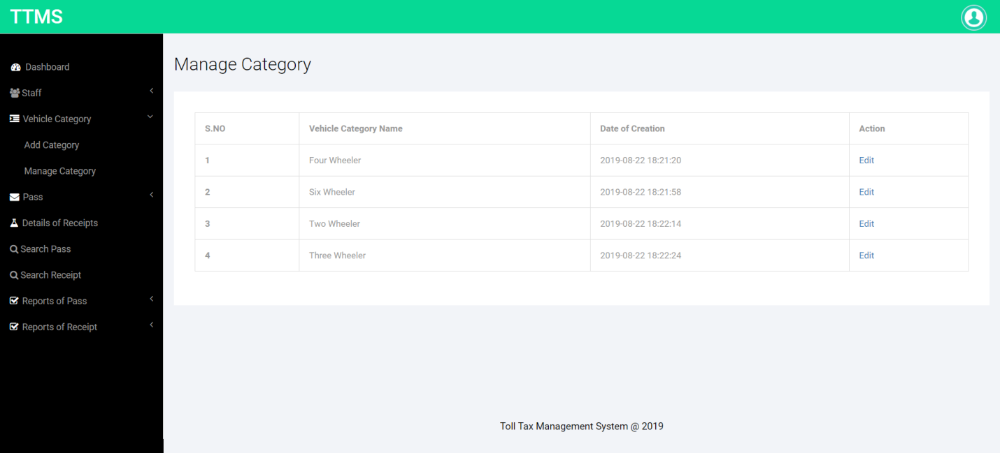 TTMS
Dashboard
Staff
Vehicle Category
Add Category
Manage Category
Pass
Details of Receipts
Search Pass
Search Receipt
Reports of Pass
Reports of Receipt
Manage Category
S.NO Vehicle Category Name Date of Creation Action
1 Four Wheeler 2019-08-22 18:21:20 Edit
2 Six Wheeler 2019-08-22 18:21:58 Edit
3 Two Wheeler 2019-08-22 18:22:14 Edit
4 Three Wheeler 2019-08-22 18:22:24 Edit
Toll Tax Management System @ 2019